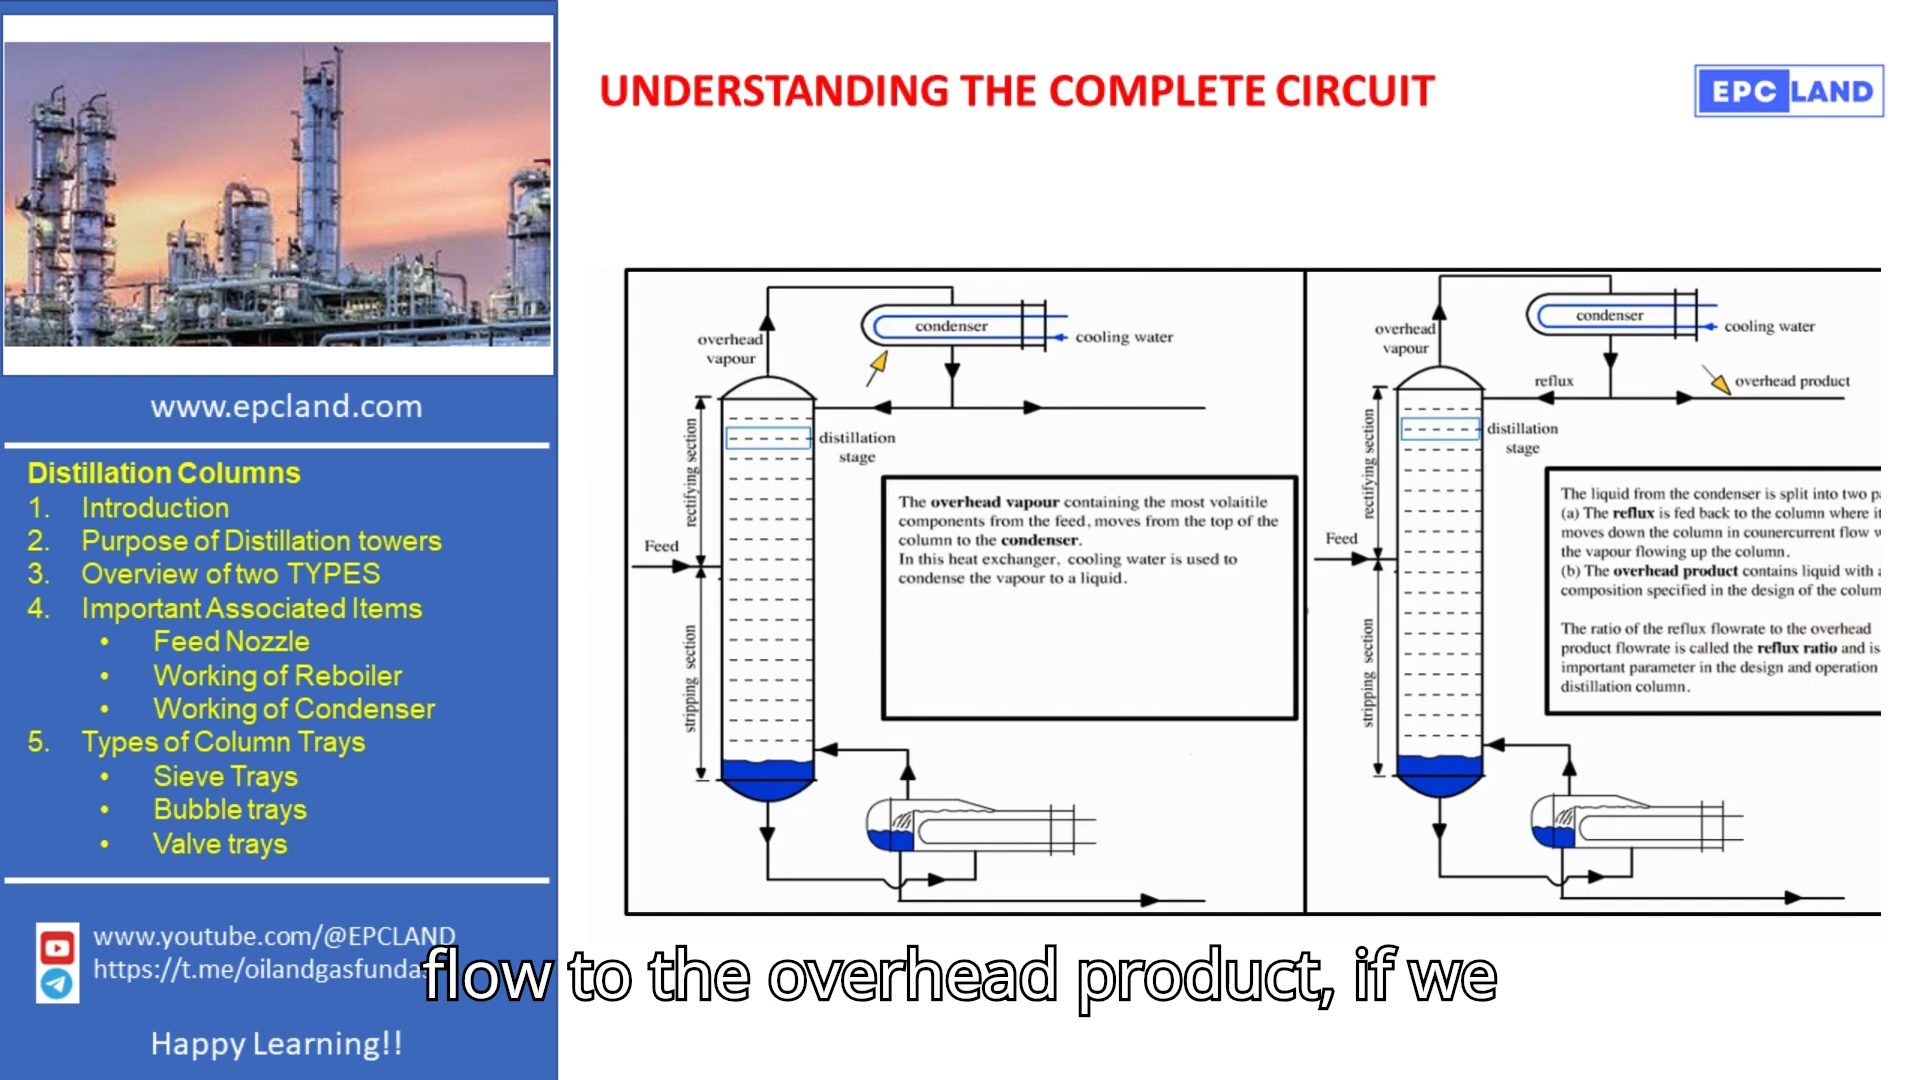 UNDERSTANDING THE COMPLETE CIRCUIT
EPC LAND
www.epcland.com
Distillation Columns
1. Introduction
2. Purpose of Distillation towers
3. Overview of two TYPES
4. Important Associated Items
• Feed Nozzle
• Working of Reboiler
• Working of Condenser
5. Types of Column Trays
• Sieve Trays
• Bubble trays
• Valve trays
www.youtube.com/@EPCLAND
https://t.me/oilandgasfundas
Happy Learning!!
condenser
cooling water
overhead
vapour
distillation
stage
rectifying section
Feed
stripping section
The overhead vapour containing the most volaitile
components from the feed, moves from the top of the
column to the condenser.
In this heat exchanger, cooling water is used to
condense the vapour to a liquid.
condenser
cooling water
overhead
vapour
reflux
overhead product
distillation
stage
rectifying section
Feed
stripping section
The liquid from the condenser is split into two
(a) The reflux is fed back to the column where
moves down the column in counercurrent flow
the vapour flowing up the column.
(b) The overhead product contains liquid with
composition specified in the design of the
The ratio of the reflux flowrate to the overhead
product flowrate is called the reflux ratio and is
important parameter in the design and operation
distillation column.
flow to the overhead product, if we